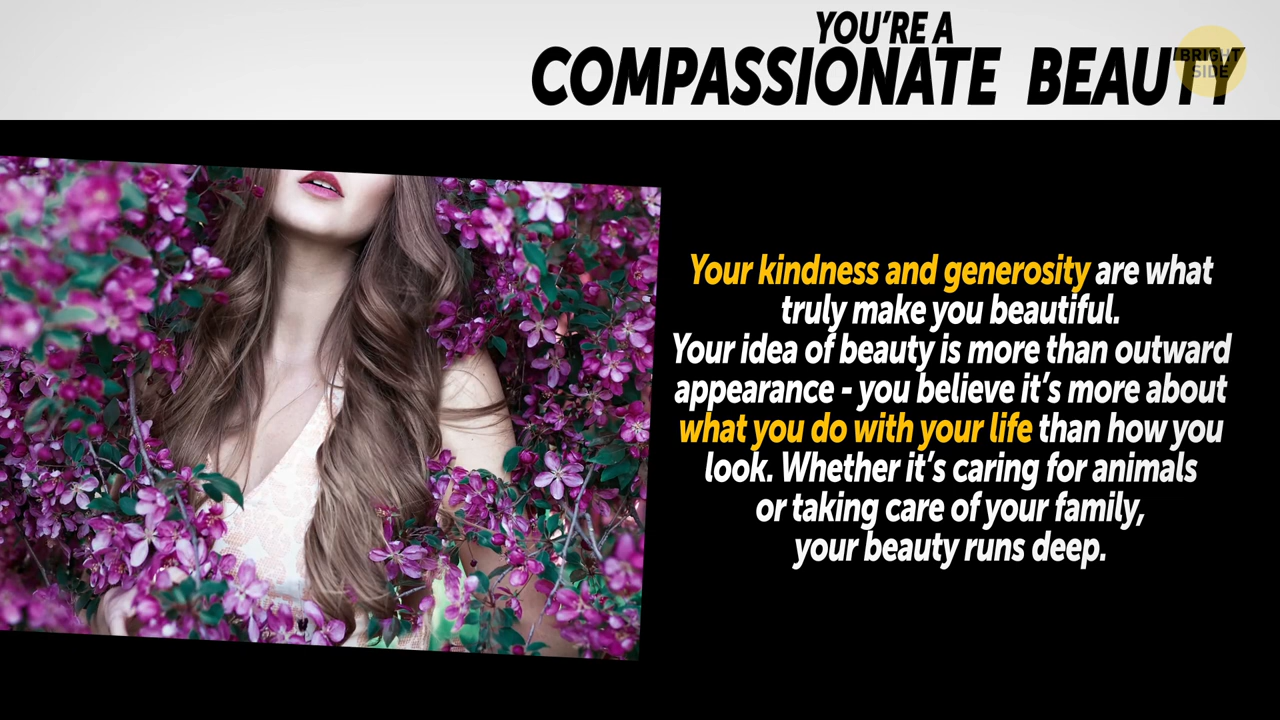 YOU'RE A
COMPASSIONATE BEAUTY
BRIGHT
SIDE
Your kindness and generosity are what
truly make you beautiful.
Your idea of beauty is more than outward
appearance - you believe it's more about
what you do with your life than how you
look. Whether it's caring for animals
or taking care of your family,
your beauty runs deep.